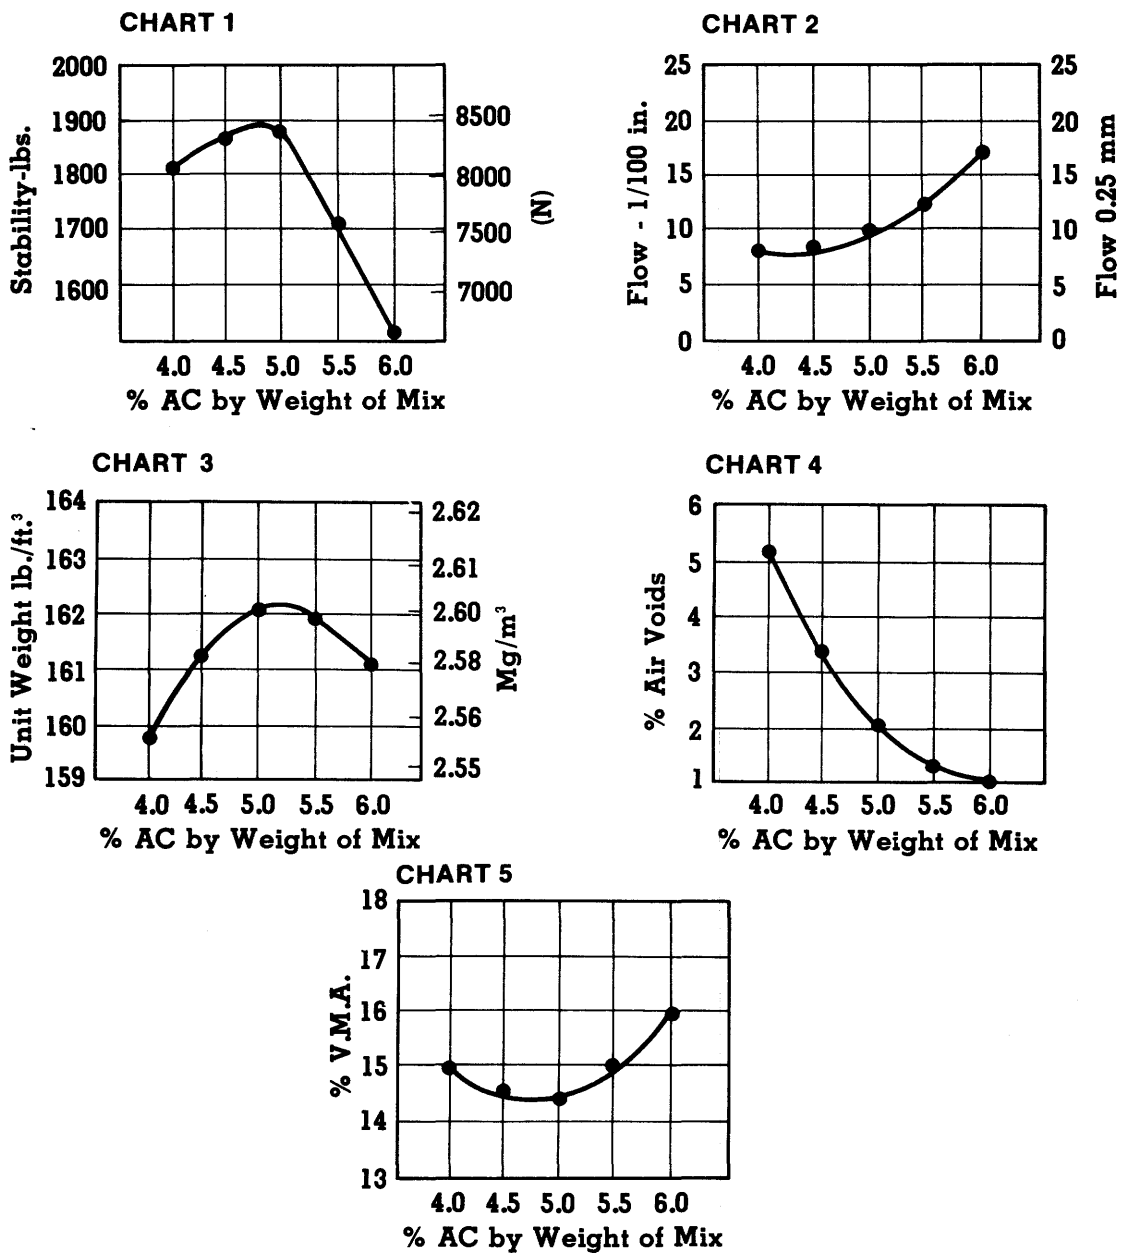 CHART 1
2000
1900
1800
1700
1600
Stability-lbs.
8500
8000
7500
7000
(N)
4.0 4.5 5.0 5.5 6.0
% AC by Weight of Mix
CHART 2
25
20
15
10
5
0
Flow - 1/100 in.
25
20
15
10
5
0
Flow 0.25 mm
4.0 4.5 5.0 5.5 6.0
% AC by Weight of Mix
CHART 3
164
163
162
161
160
159
Unit Weight lb./ft.³
2.62
2.61
2.60
2.58
2.56
2.55
Mg/m³
4.0 4.5 5.0 5.5 6.0
% AC by Weight of Mix
CHART 4
6
5
4
3
2
1
% Air Voids
4.0 4.5 5.0 5.5 6.0
% AC by Weight of Mix
CHART 5
18
17
16
15
14
13
% V.M.A.
4.0 4.5 5.0 5.5 6.0
% AC by Weight of Mix